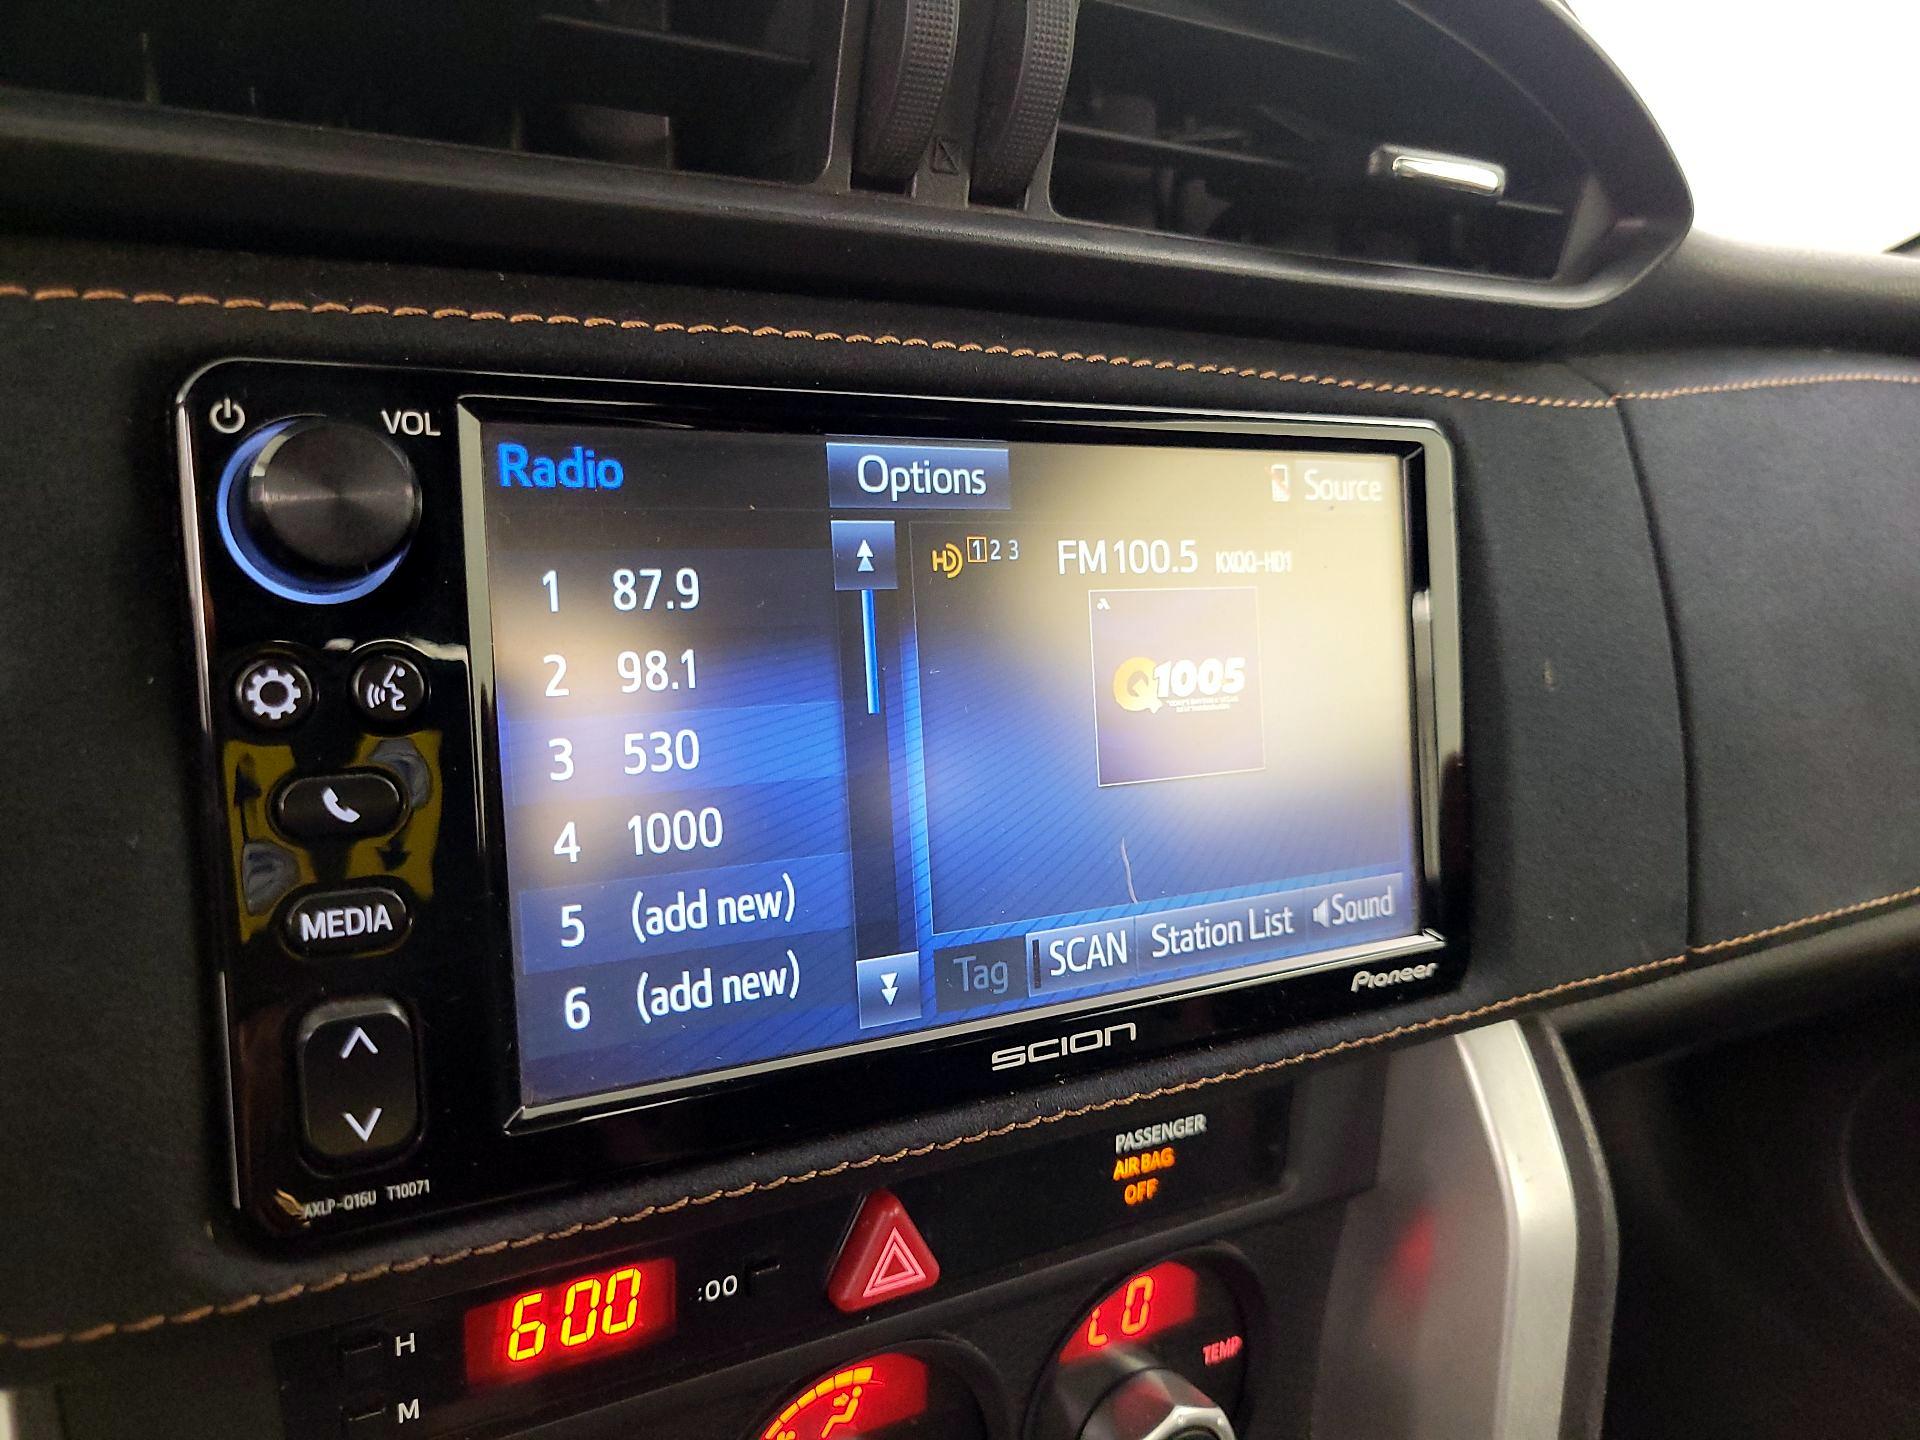 VOL
Radio
Options
Source
1 87.9
2 98.1
3 530
4 1000
5 (add new)
6 (add new)
HD 1 2 3 FM 100.5 KXQQ-HD1
Q1005
Tag
SCAN
Station List
Sound
MEDIA
Pioneer
SCION
AXLP-Q16U T10071
PASSENGER
AIR BAG
OFF
H
600
:00
M
LO
TEMP